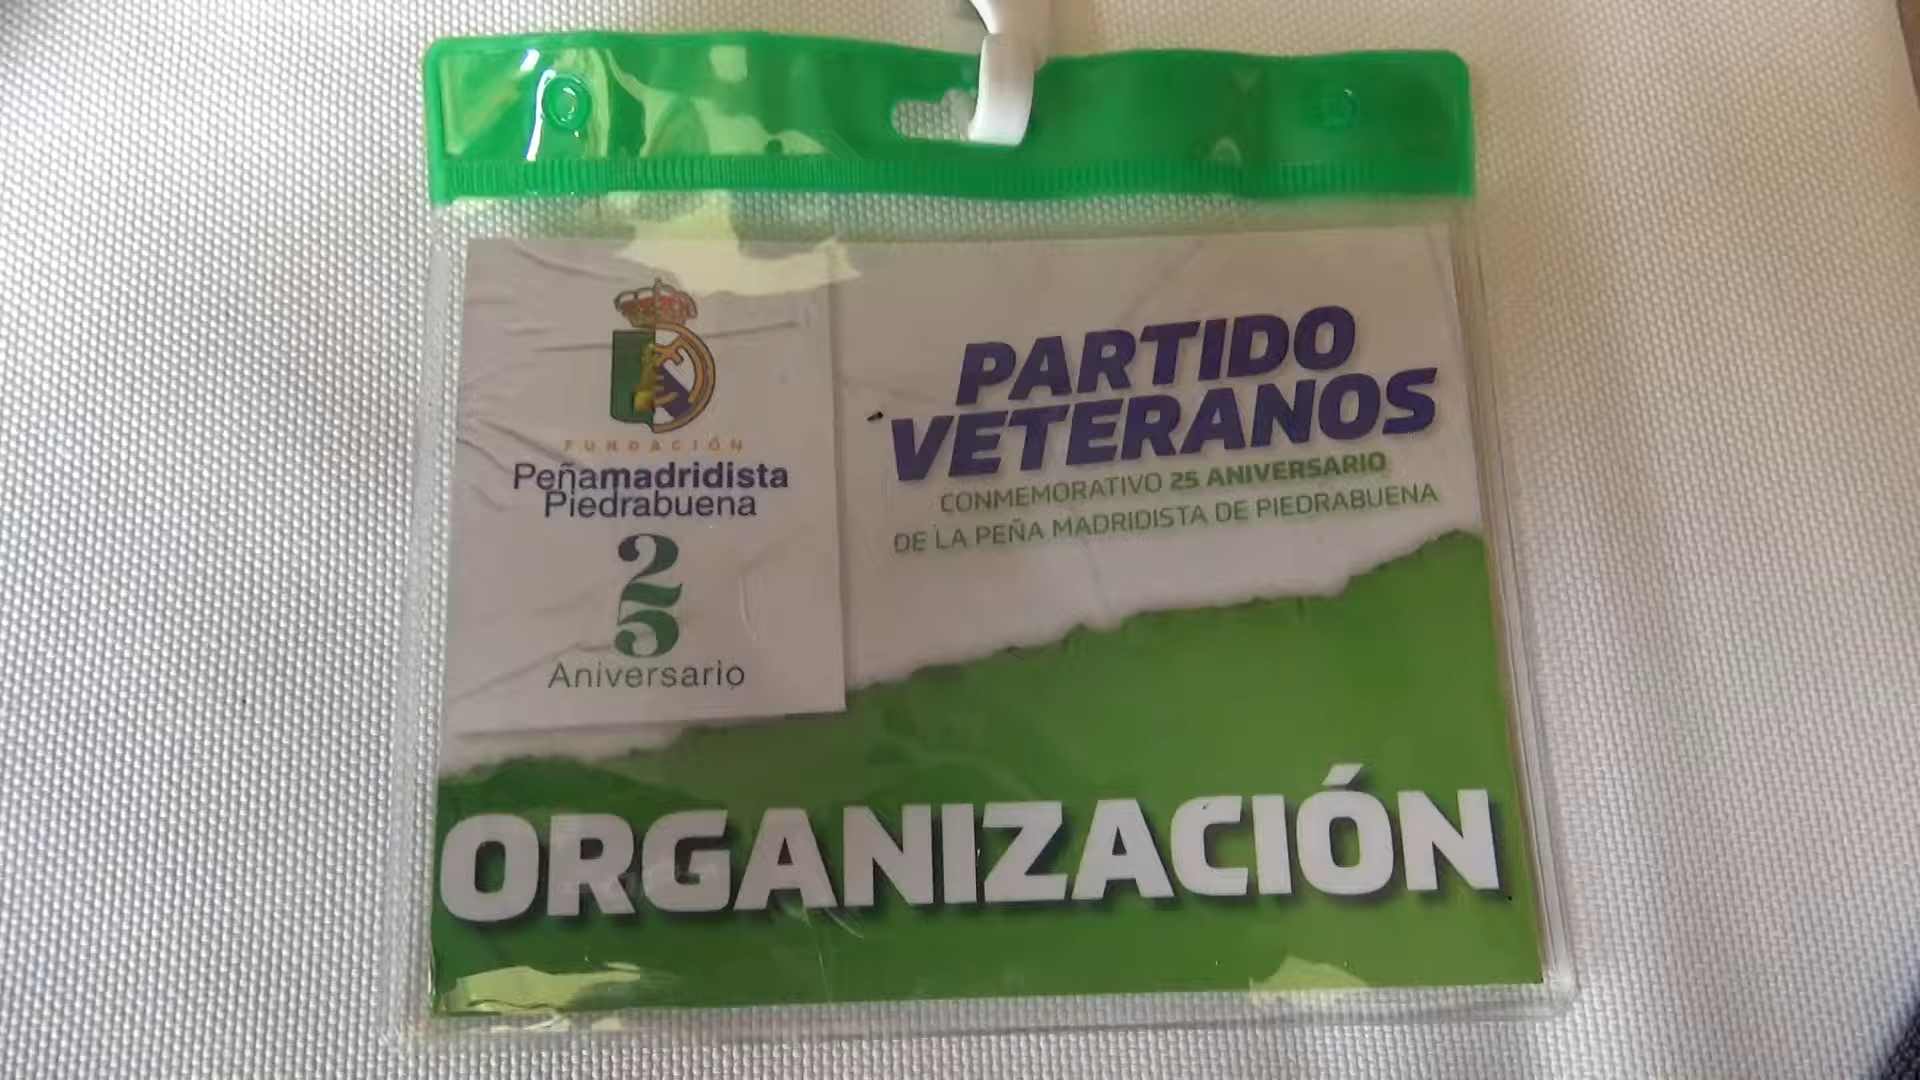 FUNDACIÓN
Peñamadridista
Piedrabuena
25
Aniversario
PARTIDO
VETERANOS
CONMEMORATIVO 25 ANIVERSARIO
DE LA PEÑA MADRIDISTA DE PIEDRABUENA
ORGANIZACIÓN